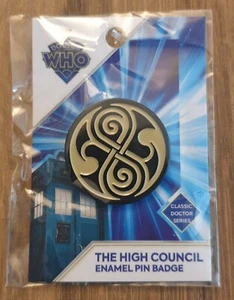 DOCTOR
WHO
CLASSIC
DOCTOR
SERIES
THE HIGH COUNCIL
ENAMEL PIN BADGE